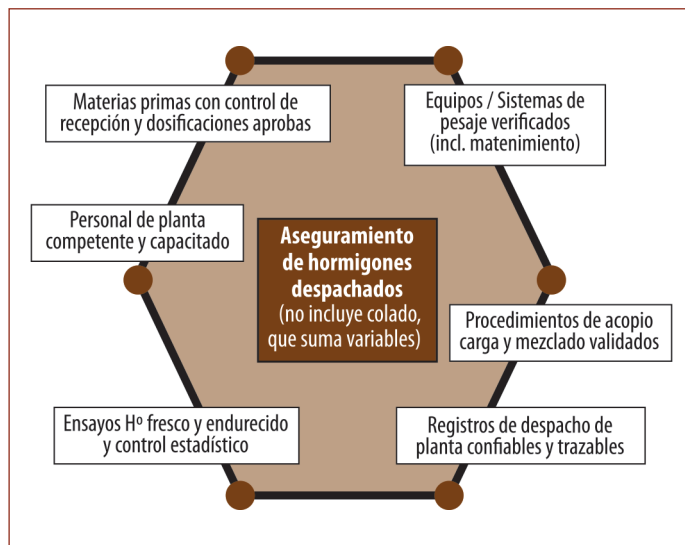 Materias primas con control de
recepción y dosificaciones aprobas
Equipos / Sistemas de
pesaje verificados
(incl. matenimiento)
Personal de planta
competente y capacitado
Aseguramiento
de hormigones
despachados
(no incluye colado,
que suma variables)
Procedimientos de acopio
carga y mezclado validados
Ensayos Hº fresco y endurecido
y control estadístico
Registros de despacho de
planta confiables y trazables